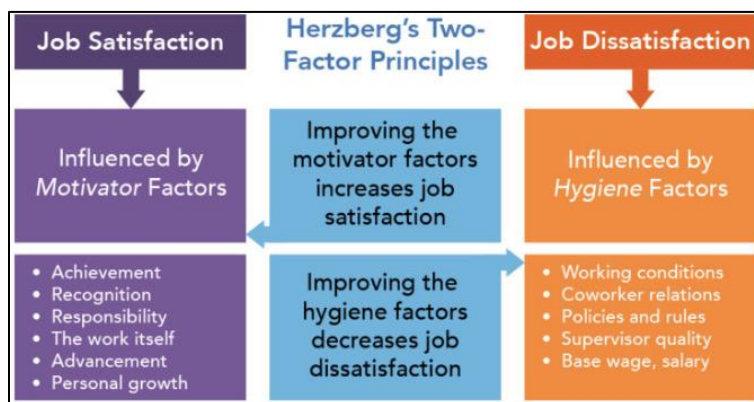 Job Satisfaction
Herzberg's Two-
Factor Principles
Job Dissatisfaction
Influenced by
Motivator Factors
Improving the
motivator factors
increases job
satisfaction
Influenced by
Hygiene Factors
• Achievement
• Recognition
• Responsibility
• The work itself
• Advancement
• Personal growth
Improving the
hygiene factors
decreases job
dissatisfaction
• Working conditions
• Coworker relations
• Policies and rules
• Supervisor quality
• Base wage, salary